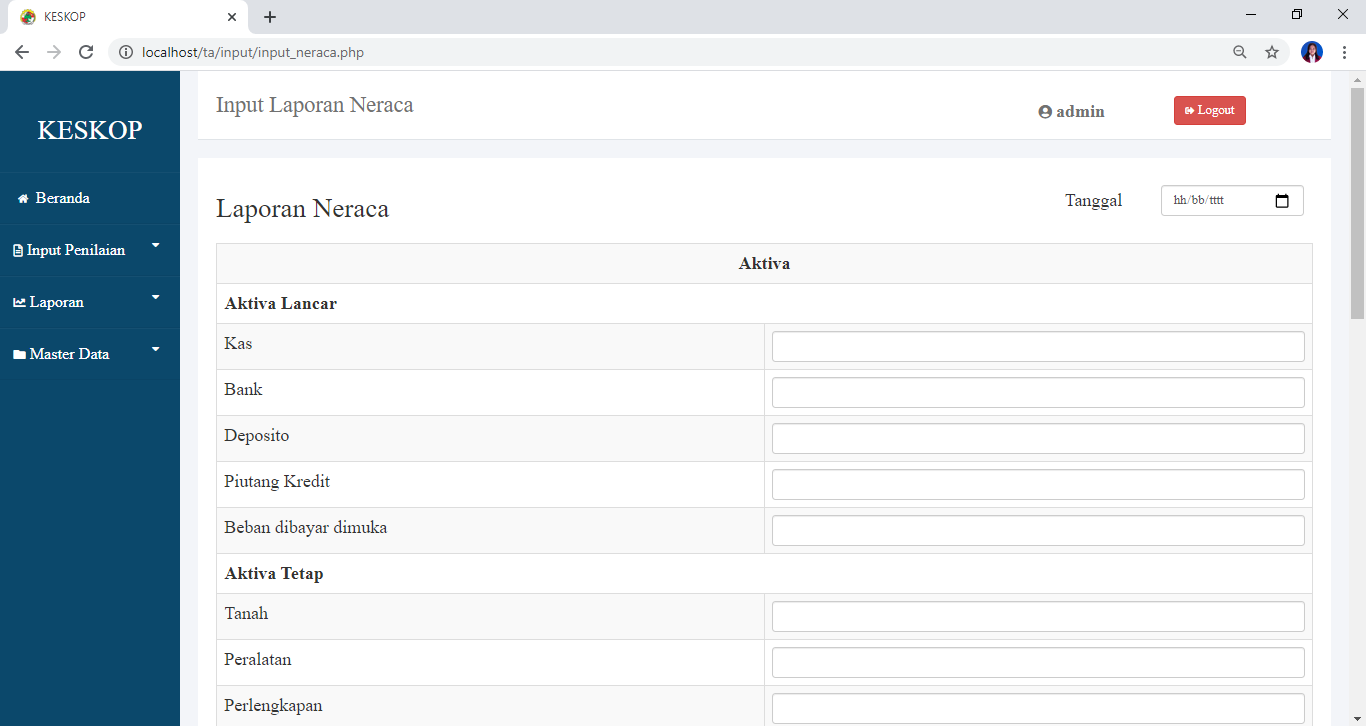 KESKOP
localhost/ta/input/input_neraca.php
KESKOP
Beranda
Input Penilaian
Laporan
Master Data
Input Laporan Neraca
admin
Logout
Laporan Neraca
Tanggal
hh/bb/tttt
Aktiva
Aktiva Lancar
Kas
Bank
Deposito
Piutang Kredit
Beban dibayar dimuka
Aktiva Tetap
Tanah
Peralatan
Perlengkapan